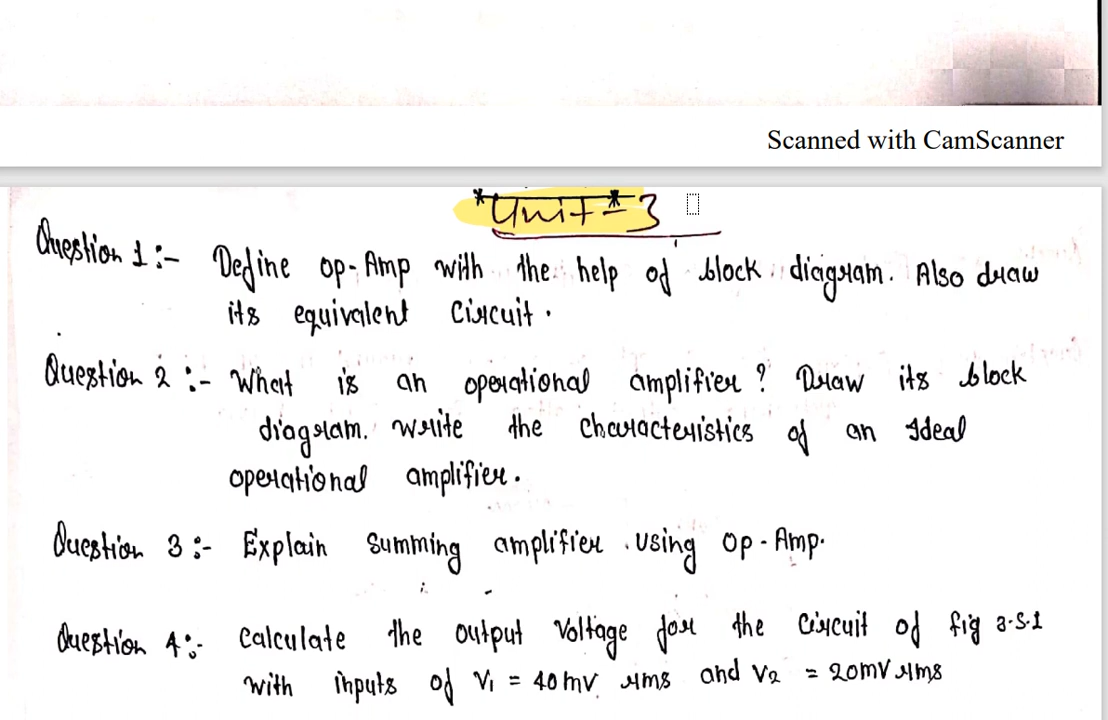 Scanned with CamScanner
*Unit*-3
Question 1:- Define op-Amp with the help of block diagram. Also draw
its equivalent circuit.
Question 2:- What is an operational amplifier? Draw its block
diagram. write the characteristics of an Ideal
operational amplifier.
Question 3:- Explain summing amplifier using op-Amp.
Question 4:- Calculate the output Voltage for the circuit of fig 3.S.1
with inputs of V1 = 40mV rms and V2 = 20mV rms